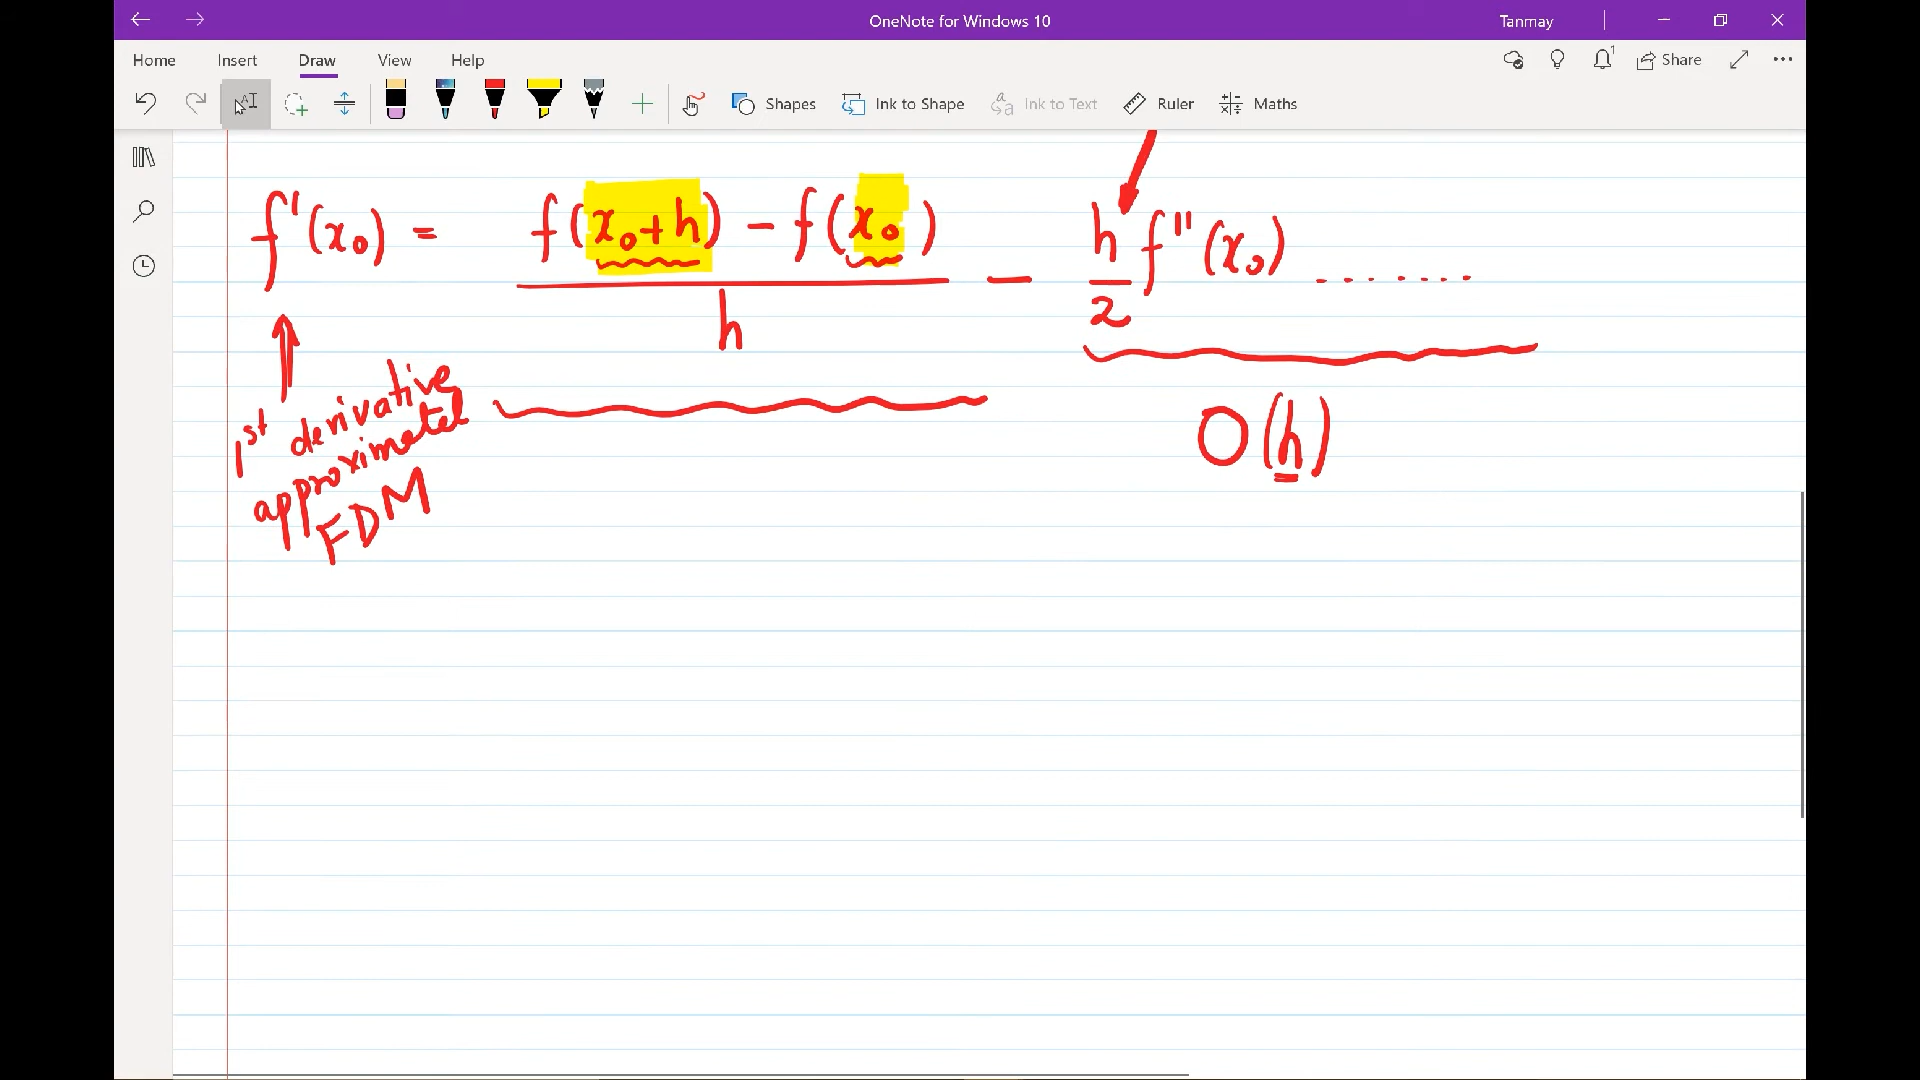 OneNote for Windows 10
Tanmay
Home Insert Draw View Help
Share
Shapes Ink to Shape Ink to Text Ruler Maths
f'(x₀) = f(x₀+h) - f(x₀) / h - h/2 f''(x₀) ........
1st derivative
approximated
FDM
O(h)